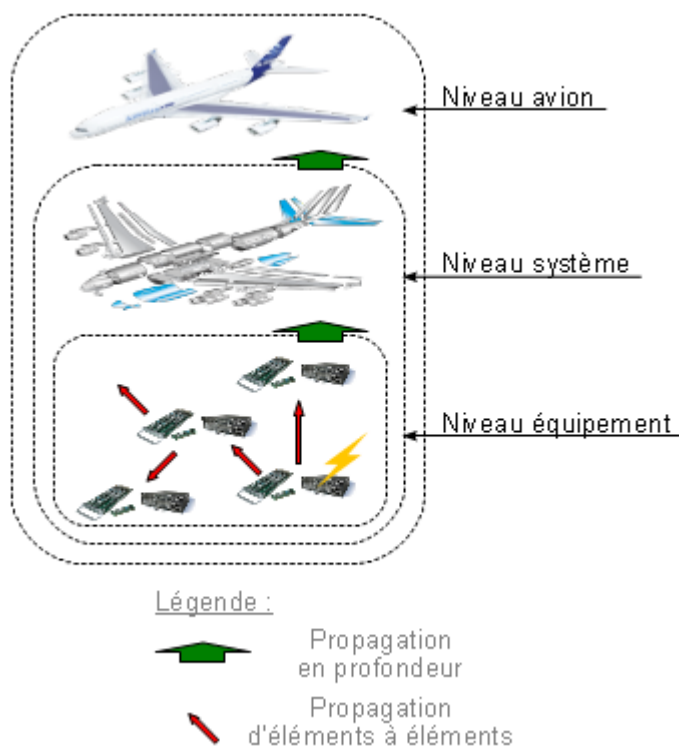 Niveau avion
Niveau système
Niveau équipement
Légende :
Propagation
en profondeur
Propagation
d'éléments à éléments